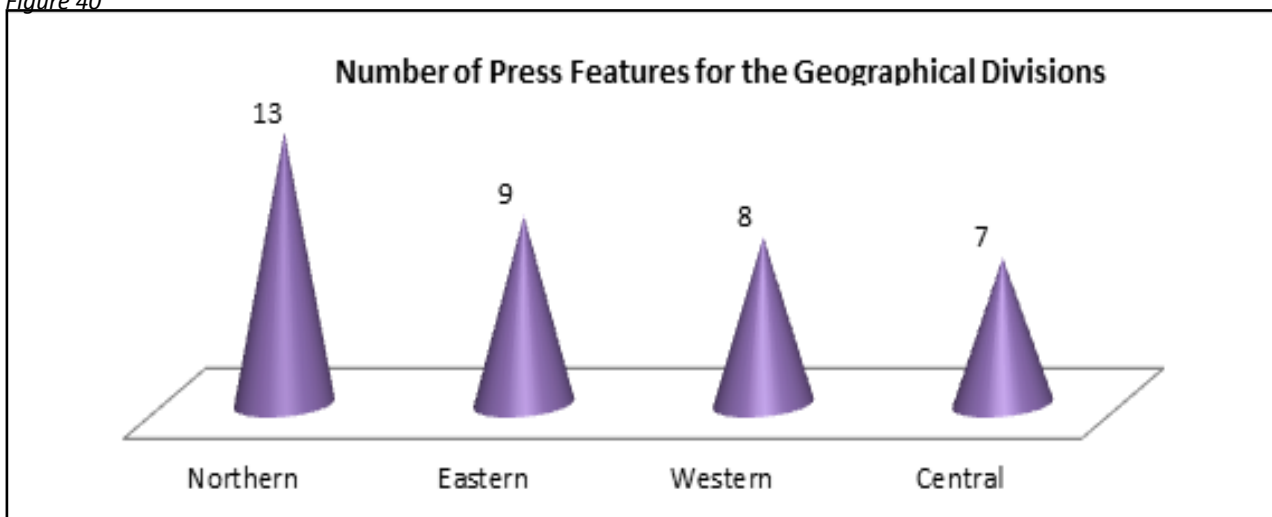 Figure 40
Number of Press Features for the Geographical Divisions
13
9
8
7
Northern Eastern Western Central